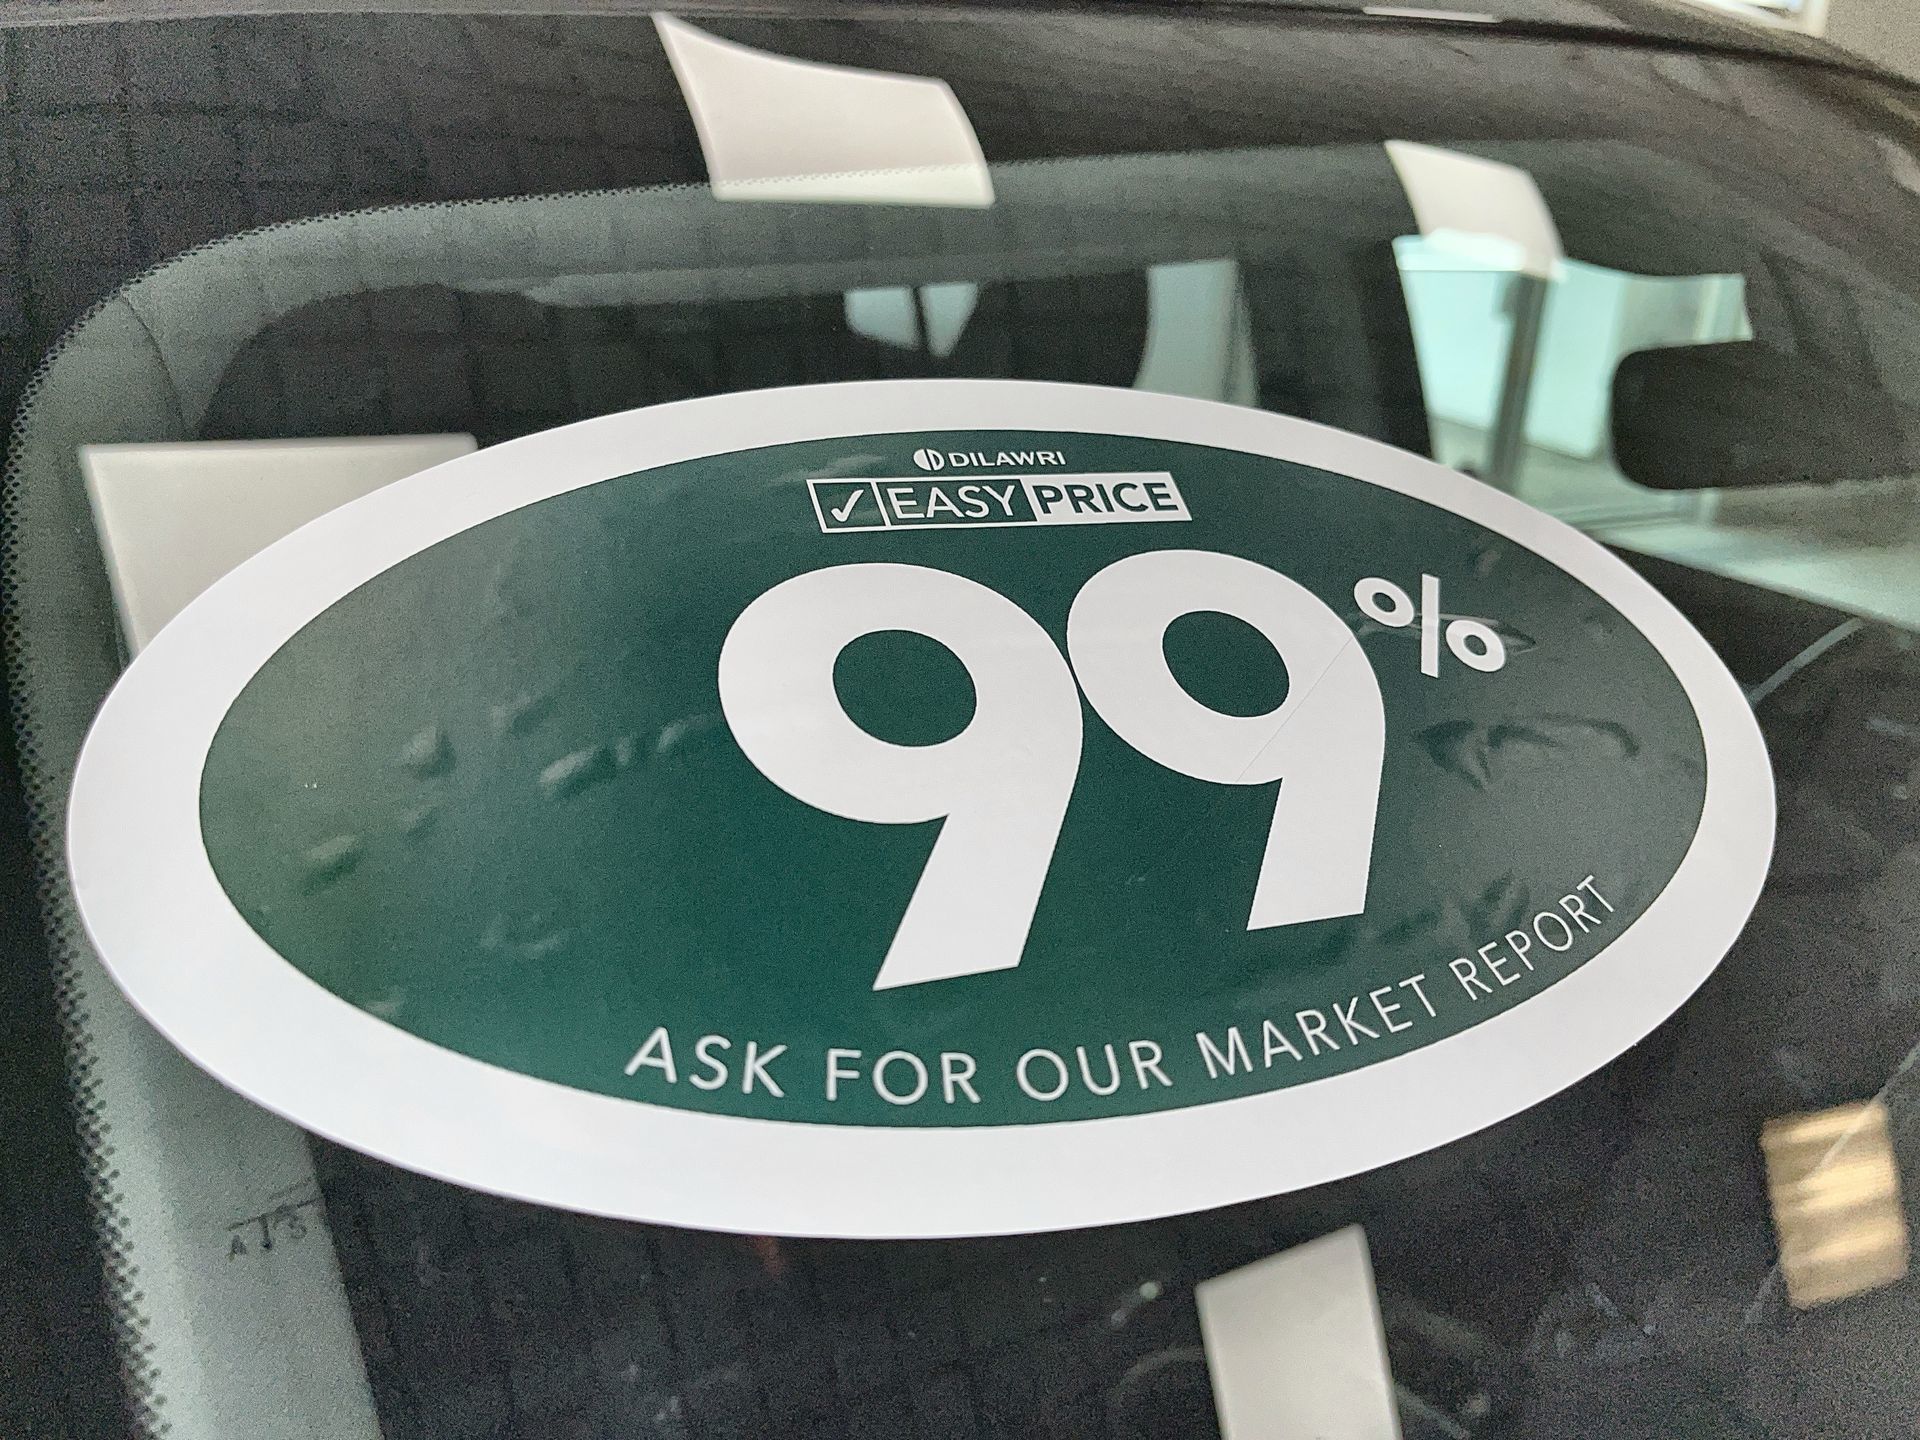 DILAWRI
✓ EASY PRICE
99%
ASK FOR OUR MARKET REPORT